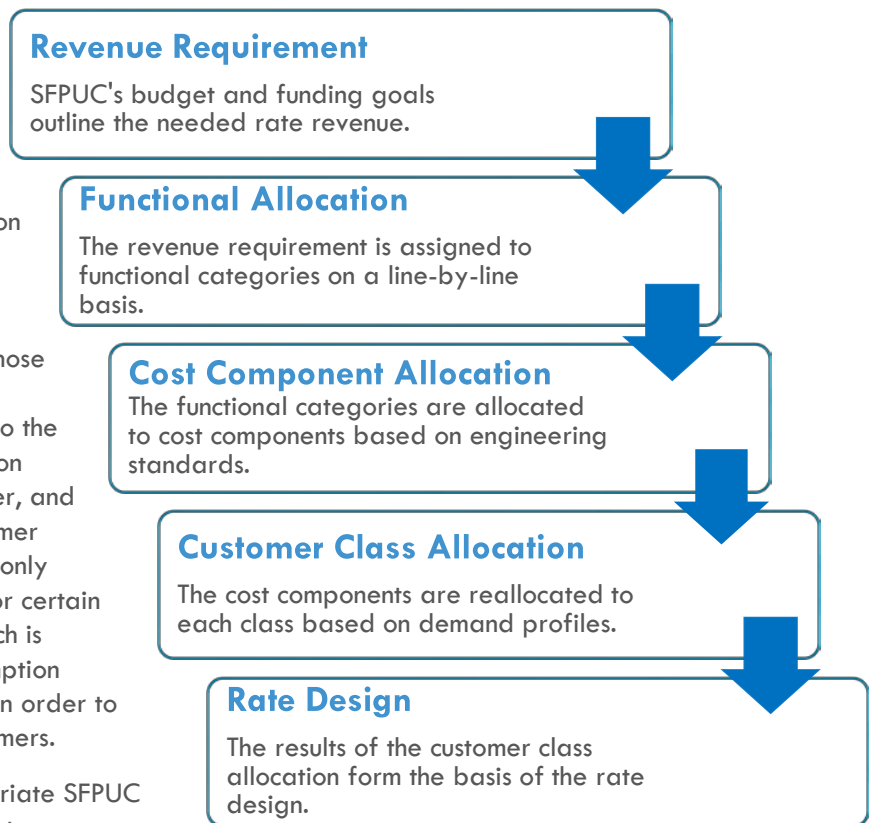 Revenue Requirement
SFPUC's budget and funding goals
outline the needed rate revenue.
Functional Allocation
The revenue requirement is assigned to
functional categories on a line-by-line
basis.
Cost Component Allocation
The functional categories are allocated
to cost components based on engineering
standards.
Customer Class Allocation
The cost components are reallocated to
each class based on demand profiles.
Rate Design
The results of the customer class
allocation form the basis of the rate
design.
on
o the
on
er, and
mer
only
or certain
ch is
mption
n order to
mers.
riate SFPUC